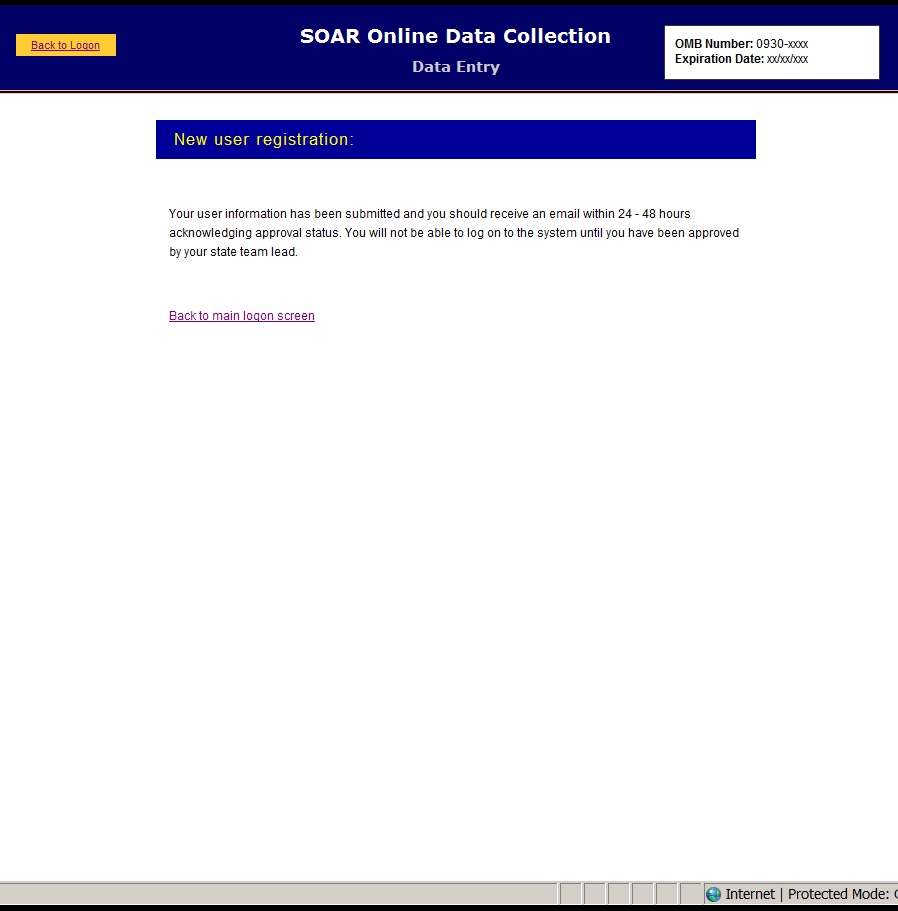 Back to Logon
SOAR Online Data Collection
Data Entry
OMB Number: 0930-xxxx
Expiration Date: xx/xx/xxx
New user registration:
Your user information has been submitted and you should receive an email within 24 - 48 hours
acknowledging approval status. You will not be able to log on to the system until you have been approved
by your state team lead.
Back to main logon screen
Internet | Protected Mode: